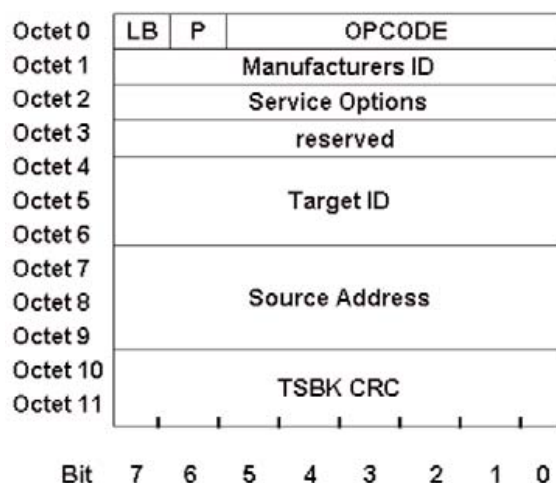 Octet 0 LB P OPCODE
Octet 1 Manufacturers ID
Octet 2 Service Options
Octet 3 reserved
Octet 4
Octet 5 Target ID
Octet 6
Octet 7
Octet 8 Source Address
Octet 9
Octet 10
TSBK CRC
Octet 11
Bit 7 6 5 4 3 2 1 0